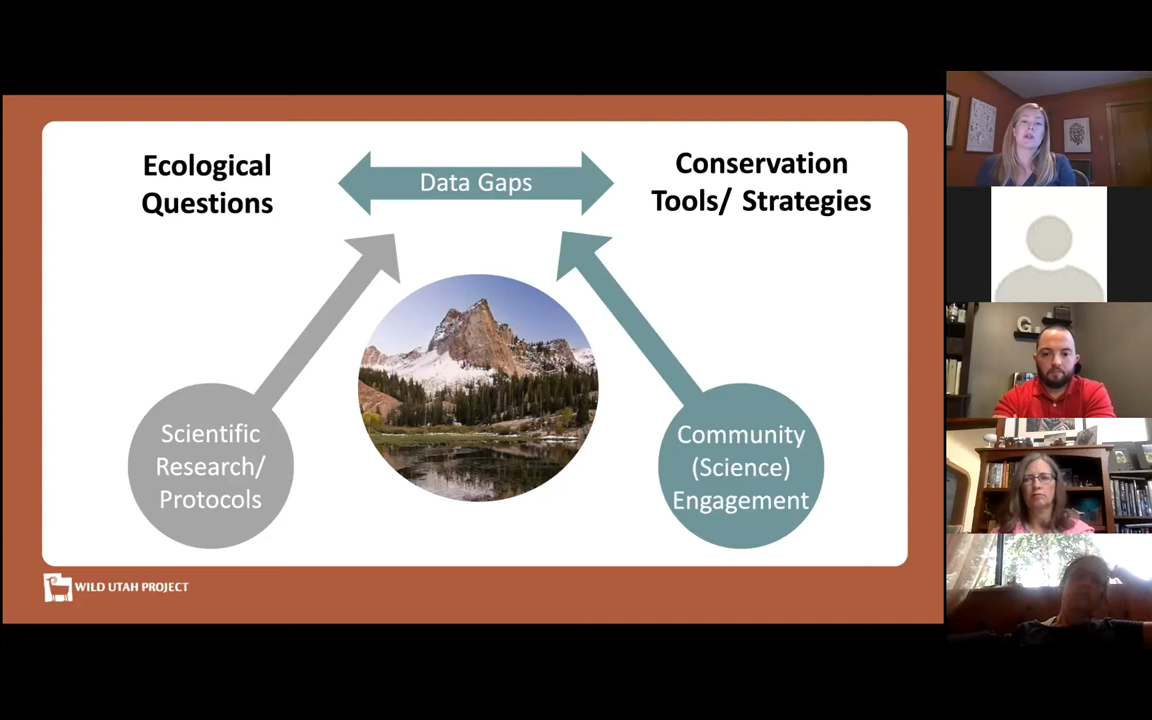 Ecological
Questions
Data Gaps
Conservation
Tools/ Strategies
Scientific
Research/
Protocols
Community
(Science)
Engagement
WILD UTAH PROJECT
G